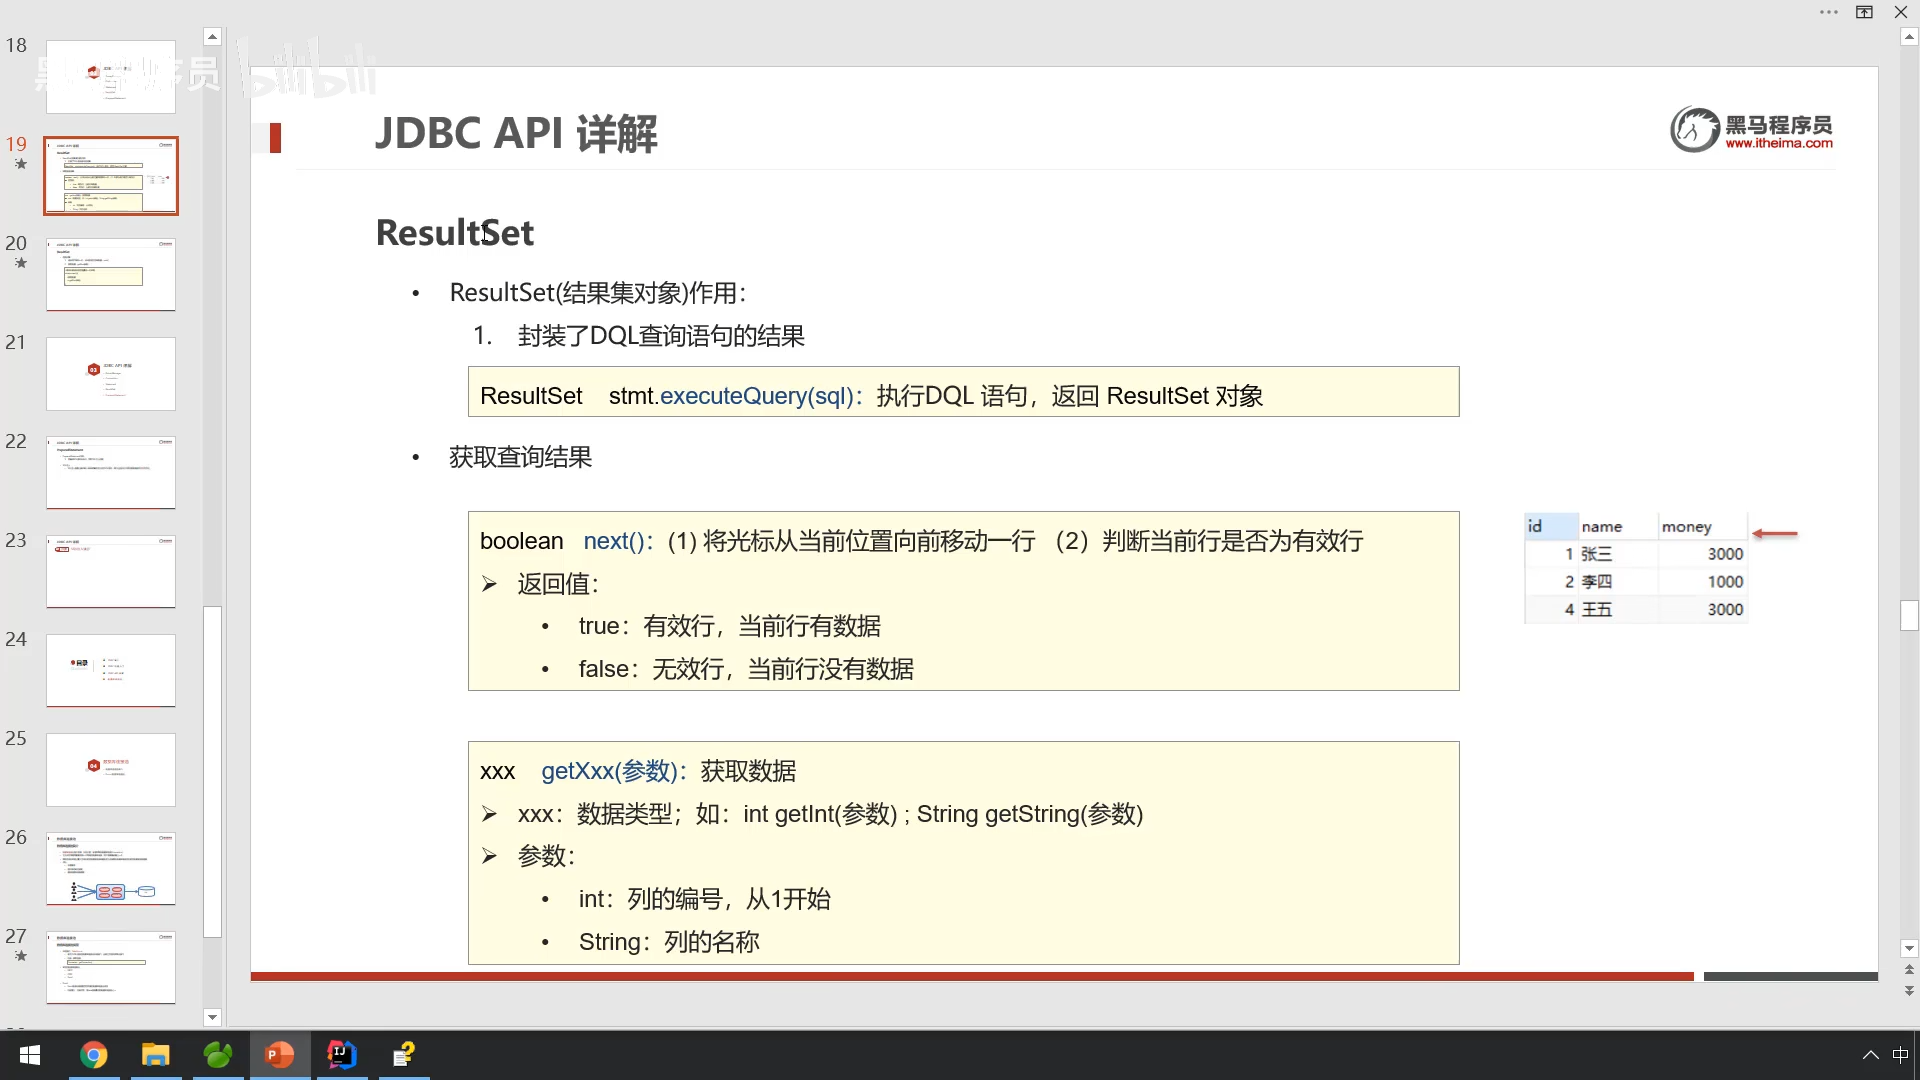 18
19
20
21
22
23
24
25
26
27
bilibili
JDBC API 详解
黑马程序员
www.itheima.com
ResultSet
• ResultSet(结果集对象)作用：
1. 封装了DQL查询语句的结果
ResultSet stmt.executeQuery(sql)：执行DQL 语句，返回 ResultSet 对象
• 获取查询结果
boolean next()：(1) 将光标从当前位置向前移动一行 （2）判断当前行是否为有效行
➢ 返回值：
• true：有效行，当前行有数据
• false：无效行，当前行没有数据
id name money
1 张三 3000
2 李四 1000
4 王五 3000
xxx getXxx(参数)：获取数据
➢ xxx：数据类型；如：int getInt(参数) ; String getString(参数)
➢ 参数：
• int：列的编号，从1开始
• String：列的名称
中